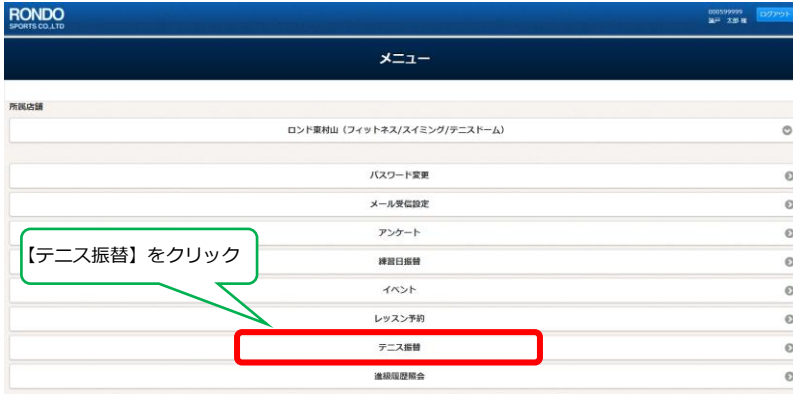 RONDO
SPORTS CO.,LTD
000599999
ログアウト
メニュー
所属店舗
ロンド東村山（フィットネス/スイミング/テニスドーム）
パスワード変更
メール受信設定
アンケート
【テニス振替】をクリック
練習日振替
イベント
レッスン予約
テニス振替
進級履歴照会